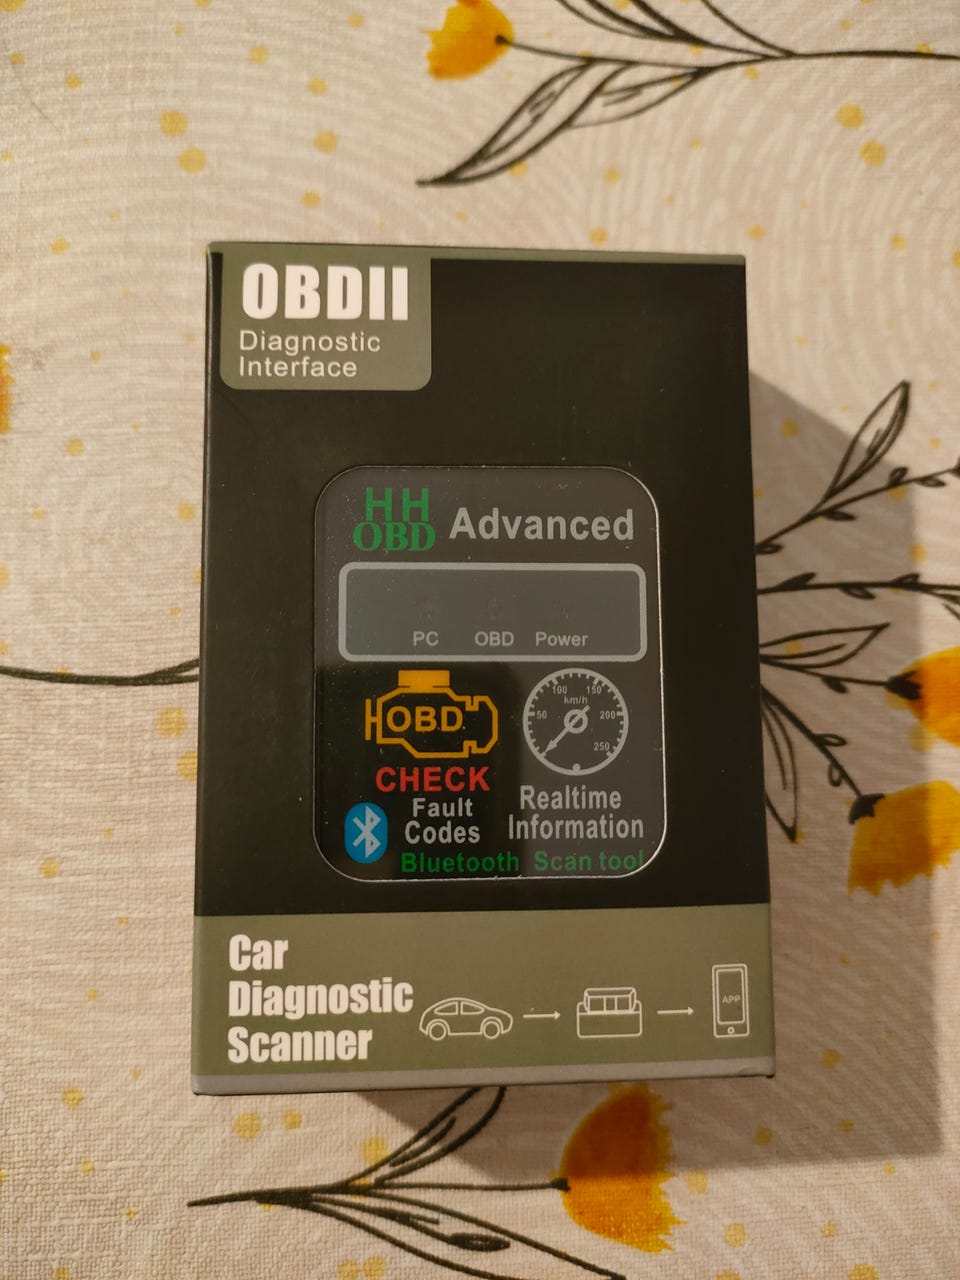 OBDII
Diagnostic
Interface
HH
OBD
Advanced
PC OBD Power
OBD
50 100 150 200 250
km/h
CHECK
Fault
Codes
Realtime
Information
Bluetooth Scan tool
Car
Diagnostic
Scanner
APP